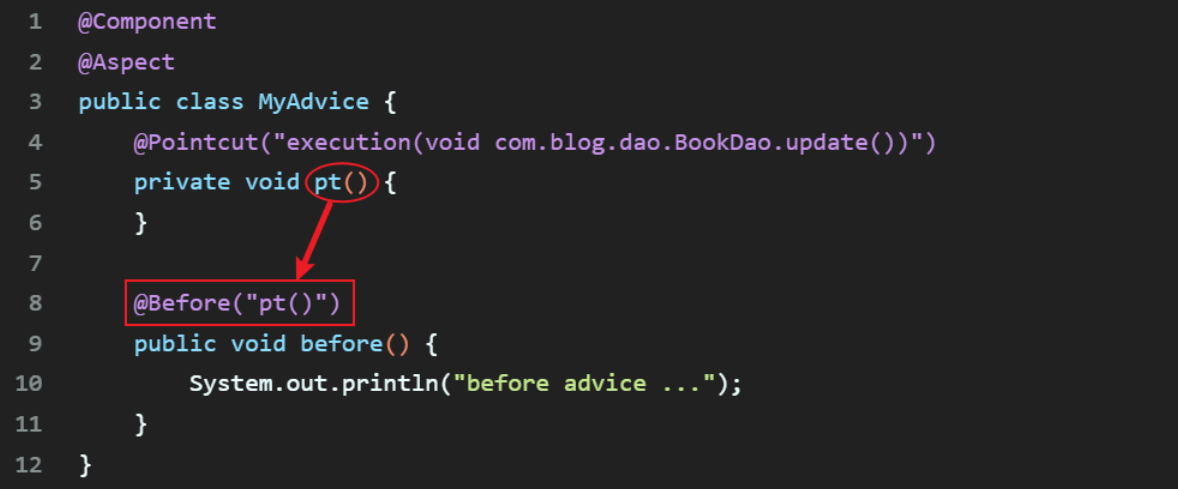 1 @Component
2 @Aspect
3 public class MyAdvice {
4     @Pointcut("execution(void com.blog.dao.BookDao.update())")
5     private void pt() {
6     }
7
8     @Before("pt()")
9     public void before() {
10         System.out.println("before advice ...");
11     }
12 }